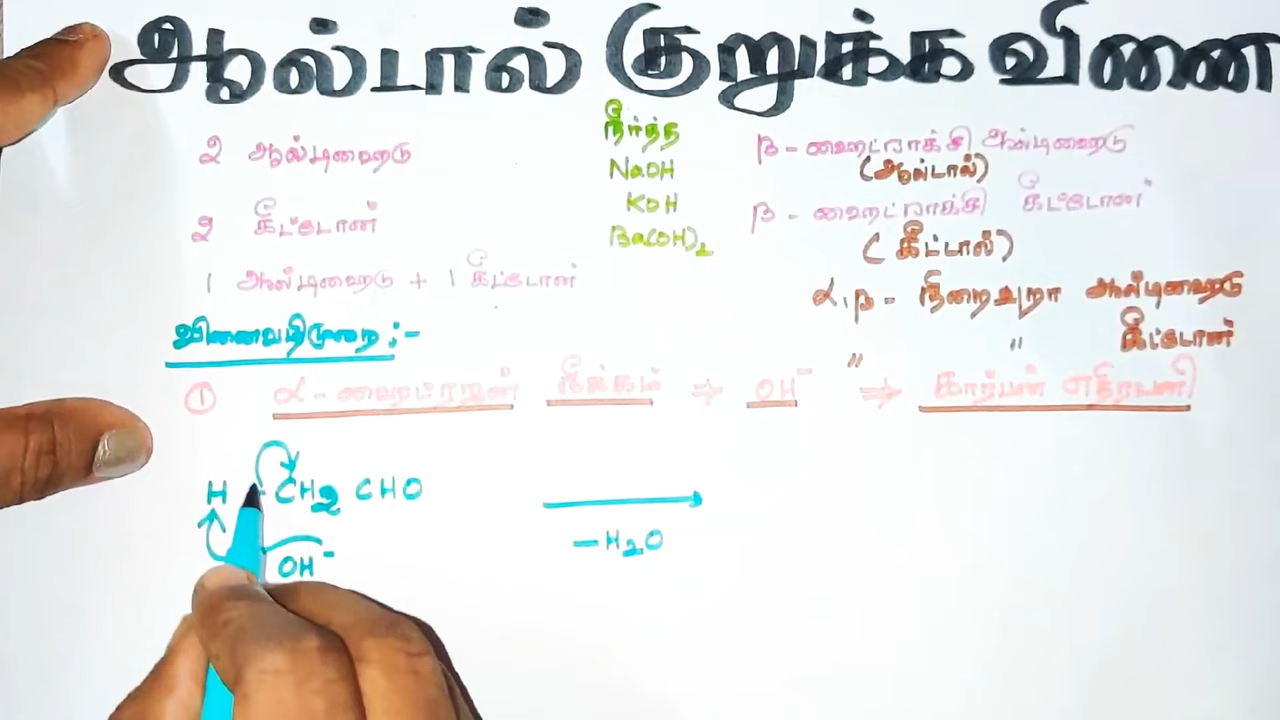 ஆல்டால் குறுக்க வினை
2 ஆல்டிஹைடு
2 கீட்டோன்
1 ஆல்டிஹைடு + 1 கீட்டோன்
நீர்த்த
NaOH
KOH
Ba(OH)₂
β - ஹைட்ராக்சி ஆல்டிஹைடு
(ஆல்டால்)
β - ஹைட்ராக்சி கீட்டோன்
(கீட்டால்)
α, β - நிறைவுறா ஆல்டிஹைடு
" " கீட்டோன்
வினைவழிமுறை :-
① α - ஹைட்ரஜன் நீக்கம் ⇒ OH⁻ ⇒ கார்பன் எதிரயனி
H - CH₂ CHO
OH⁻
- H₂O